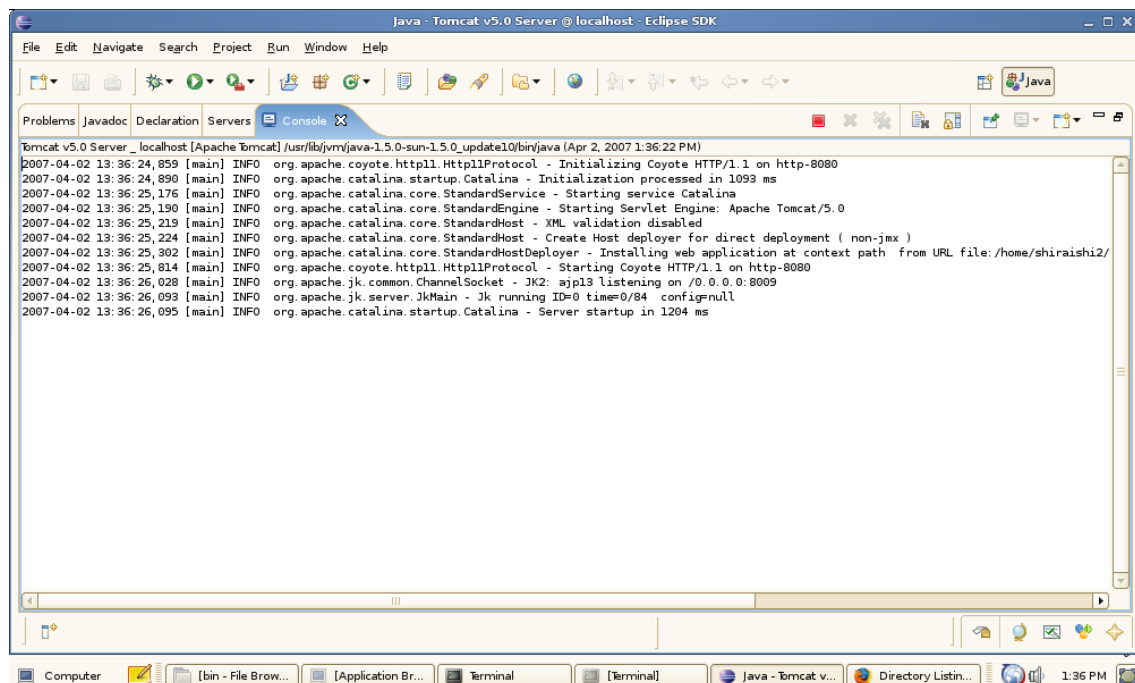 Java - Tomcat v5.0 Server @ localhost - Eclipse SDK
File Edit Navigate Search Project Run Window Help
Java
Problems Javadoc Declaration Servers Console
Tomcat v5.0 Server _ localhost [Apache Tomcat] /usr/lib/jvm/java-1.5.0-sun-1.5.0_update10/bin/java (Apr 2, 2007 1:36:22 PM)
2007-04-02 13:36:24,859 [main] INFO org.apache.coyote.http11.Http11Protocol - Initializing Coyote HTTP/1.1 on http-8080
2007-04-02 13:36:24,890 [main] INFO org.apache.catalina.startup.Catalina - Initialization processed in 1093 ms
2007-04-02 13:36:25,176 [main] INFO org.apache.catalina.core.StandardService - Starting service Catalina
2007-04-02 13:36:25,190 [main] INFO org.apache.catalina.core.StandardEngine - Starting Servlet Engine: Apache Tomcat/5.0
2007-04-02 13:36:25,219 [main] INFO org.apache.catalina.core.StandardHost - XML validation disabled
2007-04-02 13:36:25,224 [main] INFO org.apache.catalina.core.StandardHost - Create Host deployer for direct deployment ( non-jmx )
2007-04-02 13:36:25,302 [main] INFO org.apache.catalina.core.StandardHostDeployer - Installing web application at context path from URL file:/home/shiraishi2/
2007-04-02 13:36:25,814 [main] INFO org.apache.coyote.http11.Http11Protocol - Starting Coyote HTTP/1.1 on http-8080
2007-04-02 13:36:26,028 [main] INFO org.apache.jk.common.ChannelSocket - JK2: ajp13 listening on /0.0.0.0:8009
2007-04-02 13:36:26,093 [main] INFO org.apache.jk.server.JkMain - Jk running ID=0 time=0/84 config=null
2007-04-02 13:36:26,095 [main] INFO org.apache.catalina.startup.Catalina - Server startup in 1204 ms
Computer [bin - File Brow... [Application Br... Terminal [Terminal] Java - Tomcat v... Directory Listin... 1:36 PM